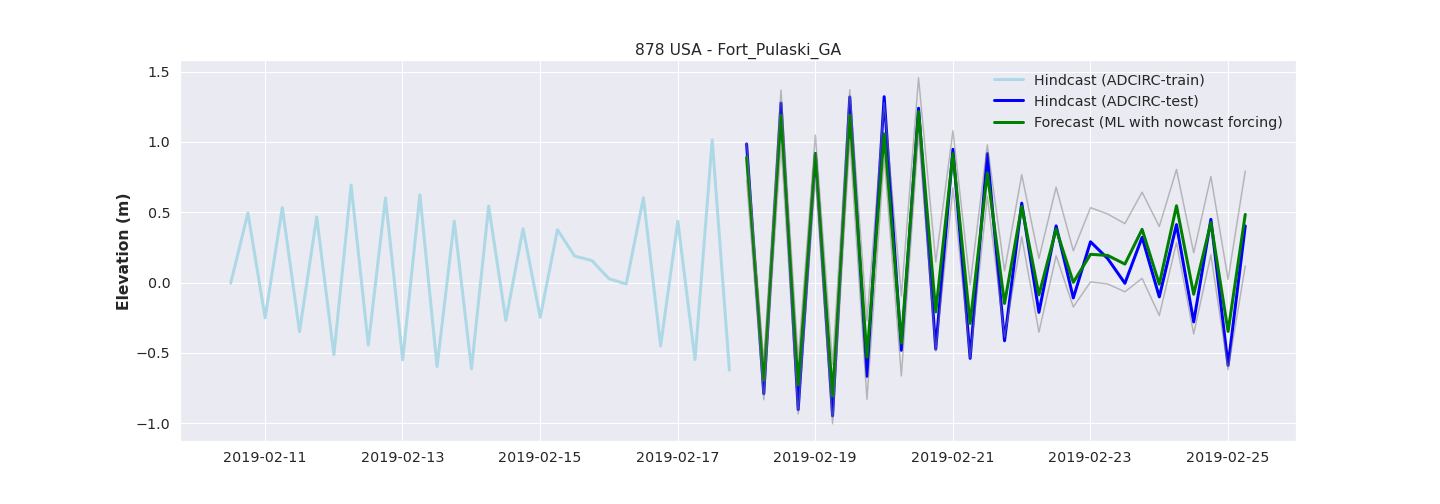 878 USA - Fort_Pulaski_GA
Elevation (m)
1.5
1.0
0.5
0.0
−0.5
−1.0
Hindcast (ADCIRC-train)
Hindcast (ADCIRC-test)
Forecast (ML with nowcast forcing)
2019-02-11 2019-02-13 2019-02-15 2019-02-17 2019-02-19 2019-02-21 2019-02-23 2019-02-25